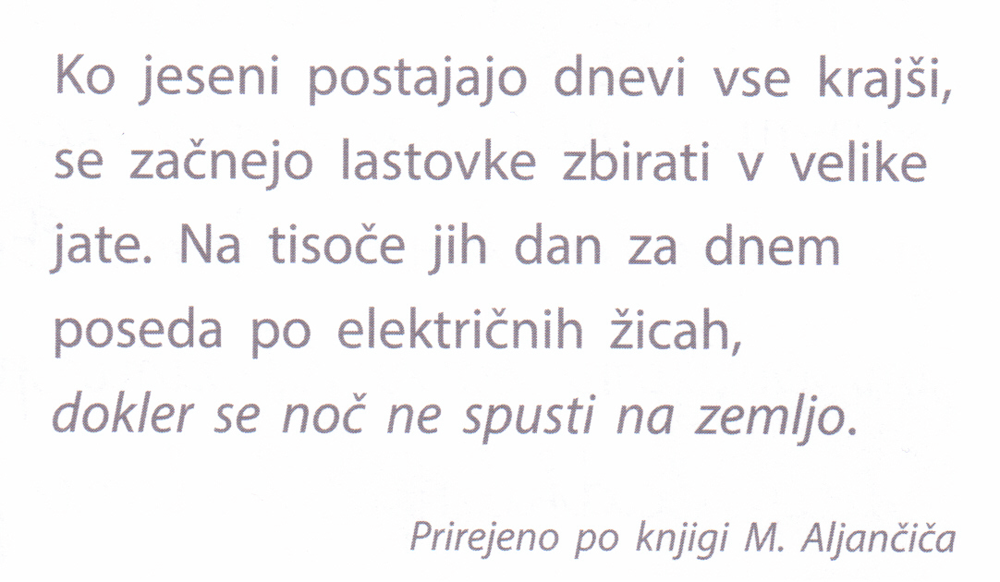 Ko jeseni postajajo dnevi vse krajši,
se začnejo lastovke zbirati v velike
jate. Na tisoče jih dan za dnem
poseda po električnih žicah,
dokler se noč ne spusti na zemljo.
Prirejeno po knjigi M. Aljančiča